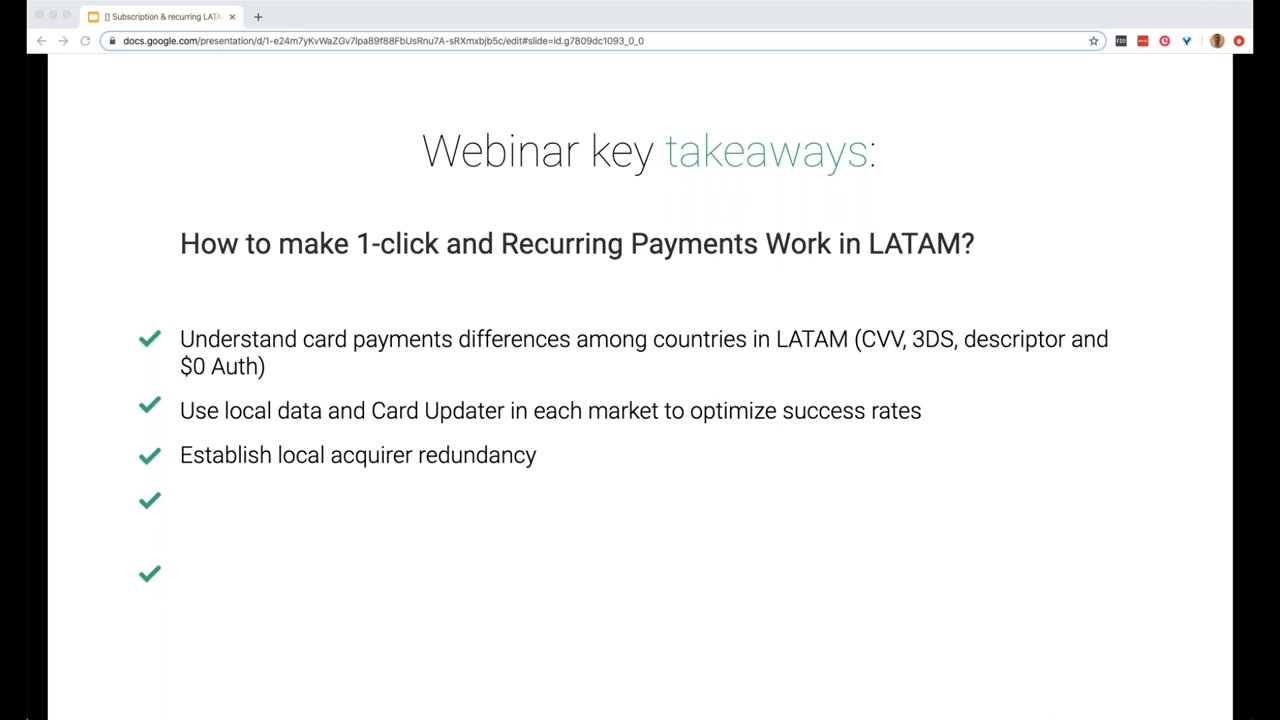 [] Subscription & recurring LATA
docs.google.com/presentation/d/1-e24m7yKvWaZGv7lpa89f88FbUsRnu7A-sRXmxbjb5c/edit#slide=id.g7809dc1093_0_0
Webinar key takeaways:
How to make 1-click and Recurring Payments Work in LATAM?
Understand card payments differences among countries in LATAM (CVV, 3DS, descriptor and
$0 Auth)
Use local data and Card Updater in each market to optimize success rates
Establish local acquirer redundancy